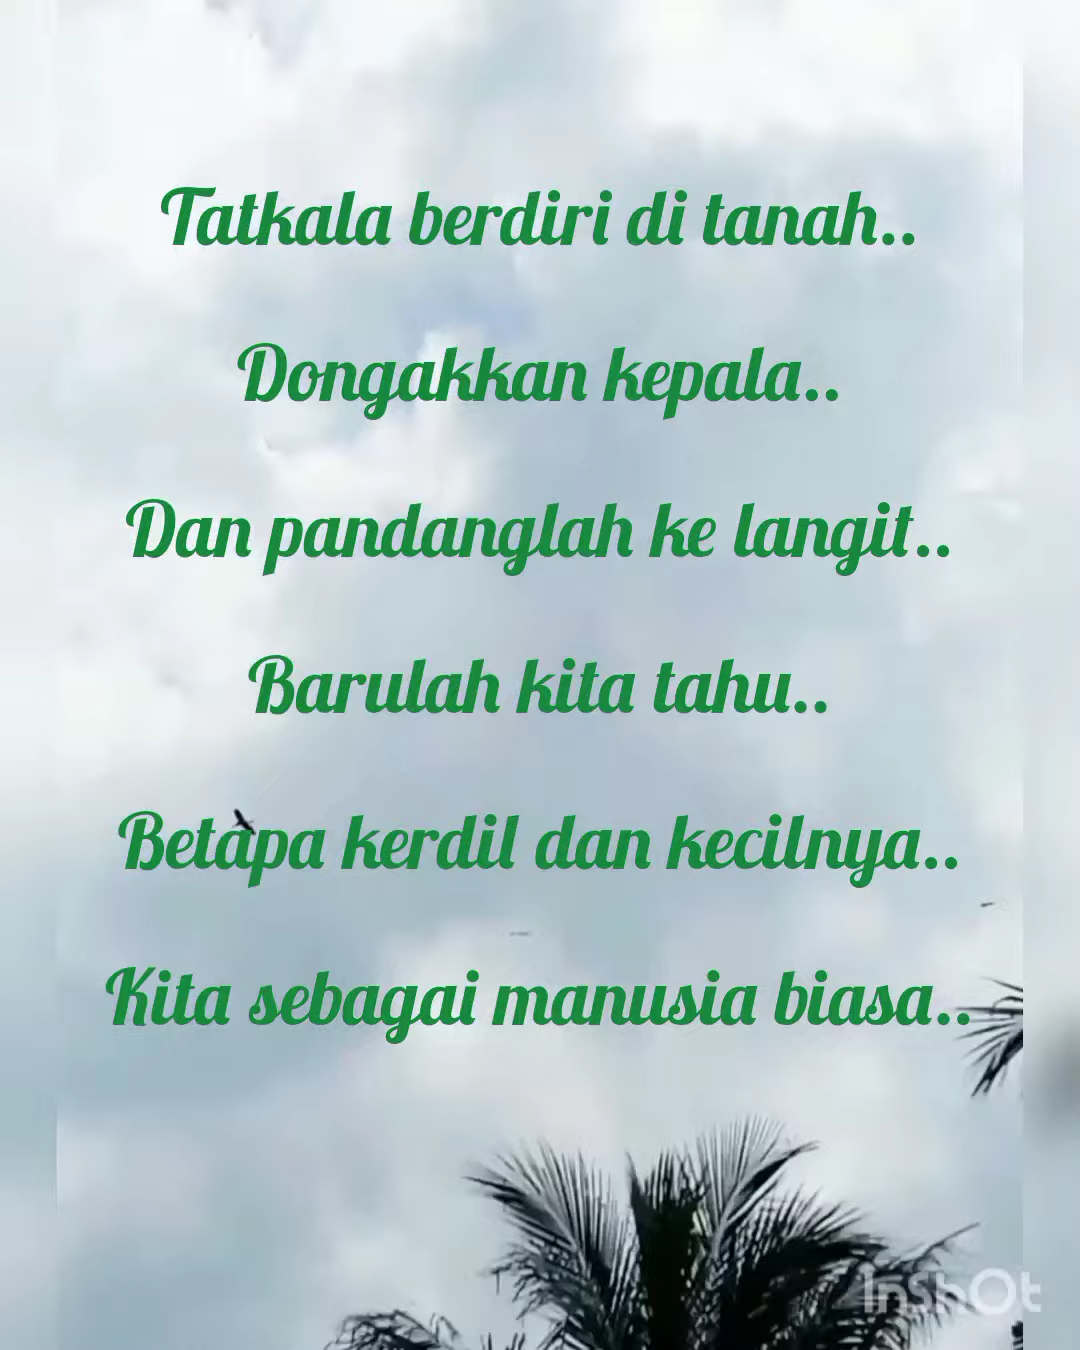 Tatkala berdiri di tanah..
Dongakkan kepala..
Dan pandanglah ke langit..
Barulah kita tahu..
Betapa kerdil dan kecilnya..
Kita sebagai manusia biasa..
InShOt